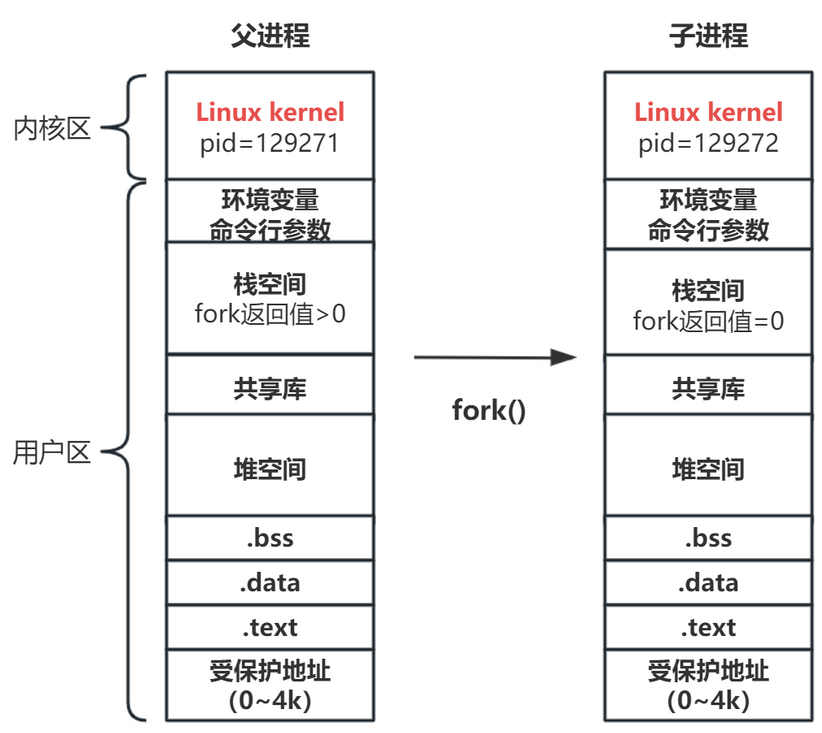 父进程
子进程
内核区
Linux kernel
pid=129271
Linux kernel
pid=129272
用户区
环境变量
命令行参数
栈空间
fork返回值>0
共享库
堆空间
.bss
.data
.text
受保护地址
(0~4k)
fork()
环境变量
命令行参数
栈空间
fork返回值=0
共享库
堆空间
.bss
.data
.text
受保护地址
(0~4k)